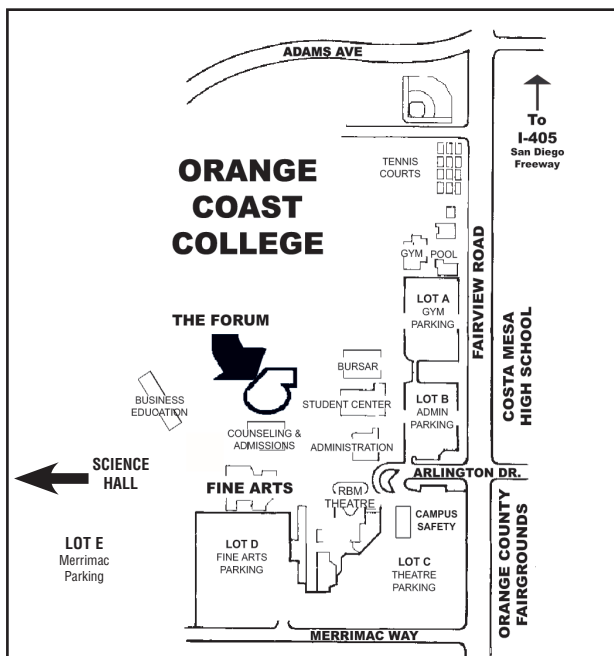 ADAMS AVE
To
I-405
San Diego
Freeway
ORANGE
COAST
COLLEGE
TENNIS
COURTS
GYM
POOL
LOT A
GYM
PARKING
FAIRVIEW ROAD
COSTA MESA
HIGH SCHOOL
THE FORUM
BURSAR
BUSINESS
EDUCATION
STUDENT CENTER
LOT B
ADMIN
PARKING
COUNSELING &
ADMISSIONS
ADMINISTRATION
SCIENCE
HALL
ARLINGTON DR.
FINE ARTS
RBM
THEATRE
CAMPUS
SAFETY
ORANGE COUNTY
FAIRGROUNDS
LOT E
Merrimac
Parking
LOT D
FINE ARTS
PARKING
LOT C
THEATRE
PARKING
MERRIMAC WAY